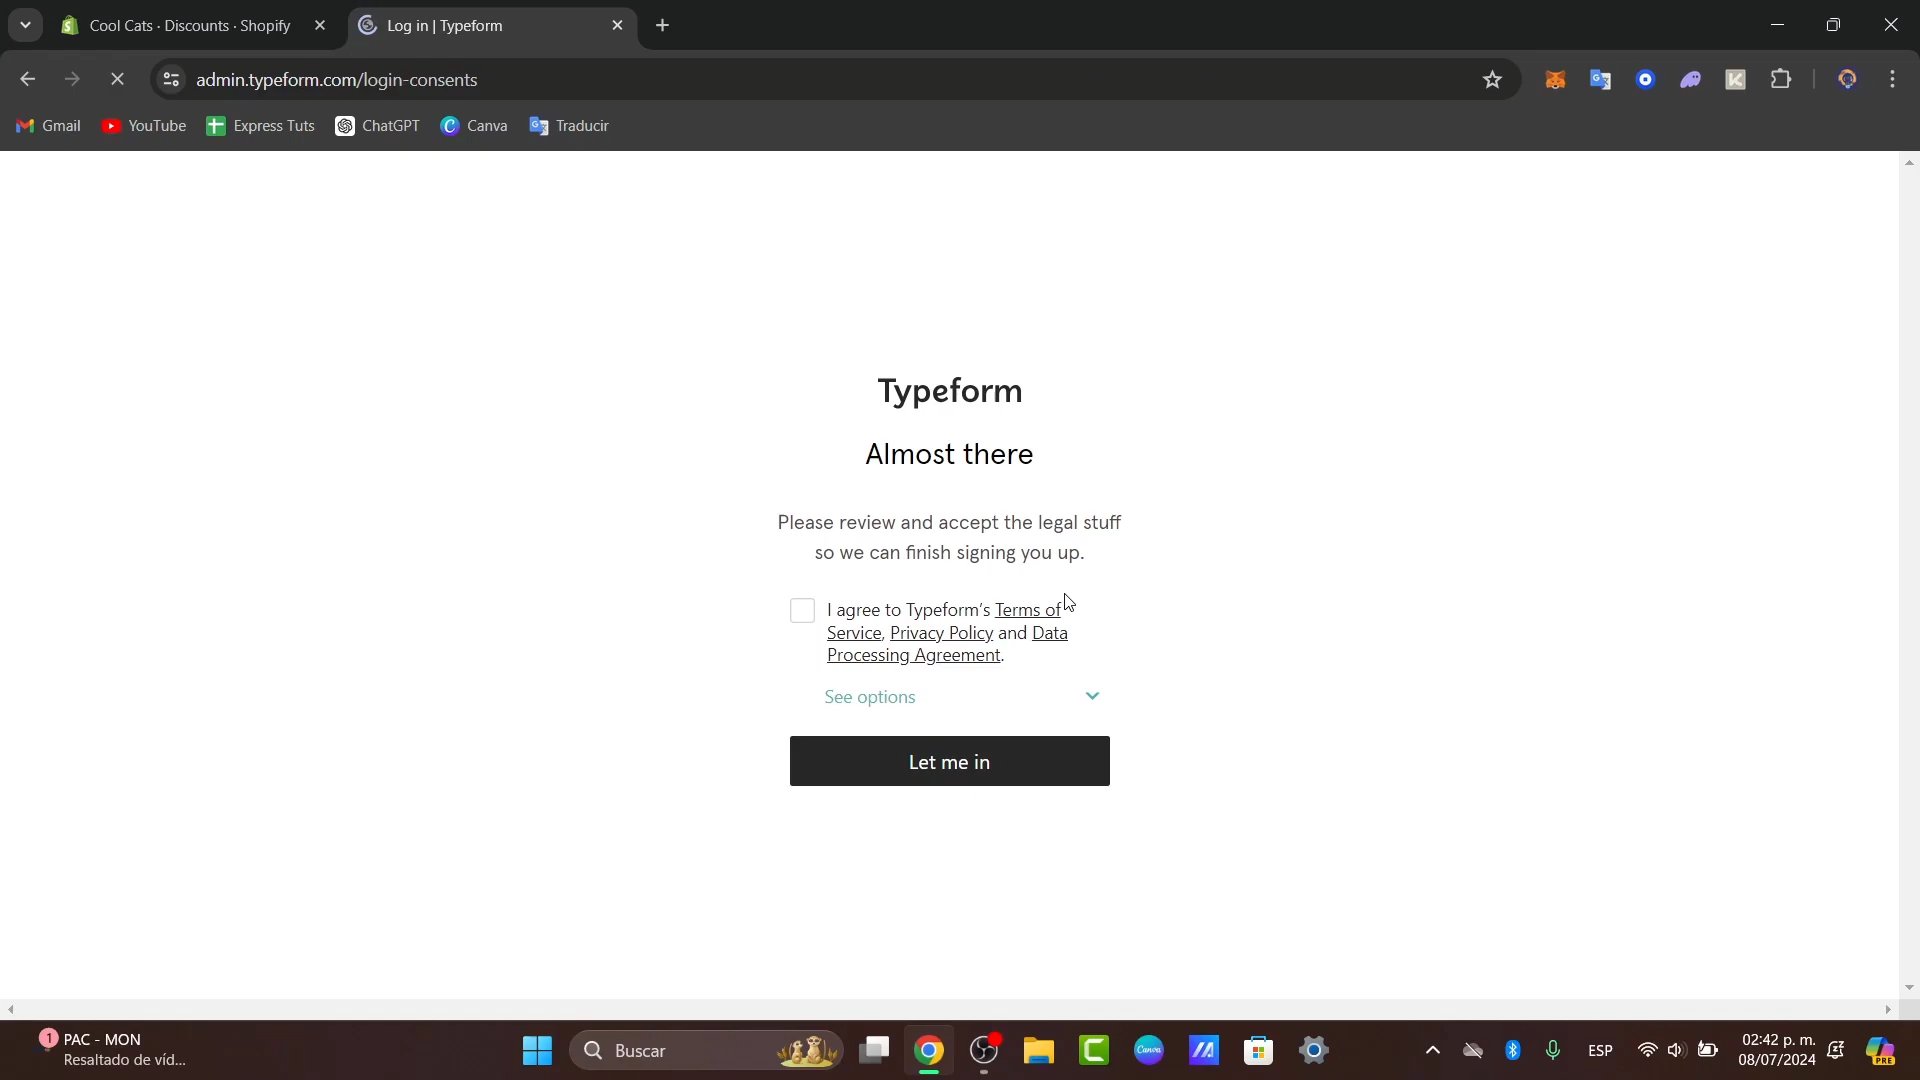 Cool Cats · Discounts · Shopify
Log in | Typeform
admin.typeform.com/login-consents
Gmail
YouTube
Express Tuts
ChatGPT
Canva
Traducir
Typeform
Almost there
Please review and accept the legal stuff
so we can finish signing you up.
I agree to Typeform's Terms of
Service, Privacy Policy and Data
Processing Agreement.
See options
Let me in
1
PAC - MON
Resaltado de víd...
Buscar
Canva
ESP
02:42 p. m.
08/07/2024
PRE